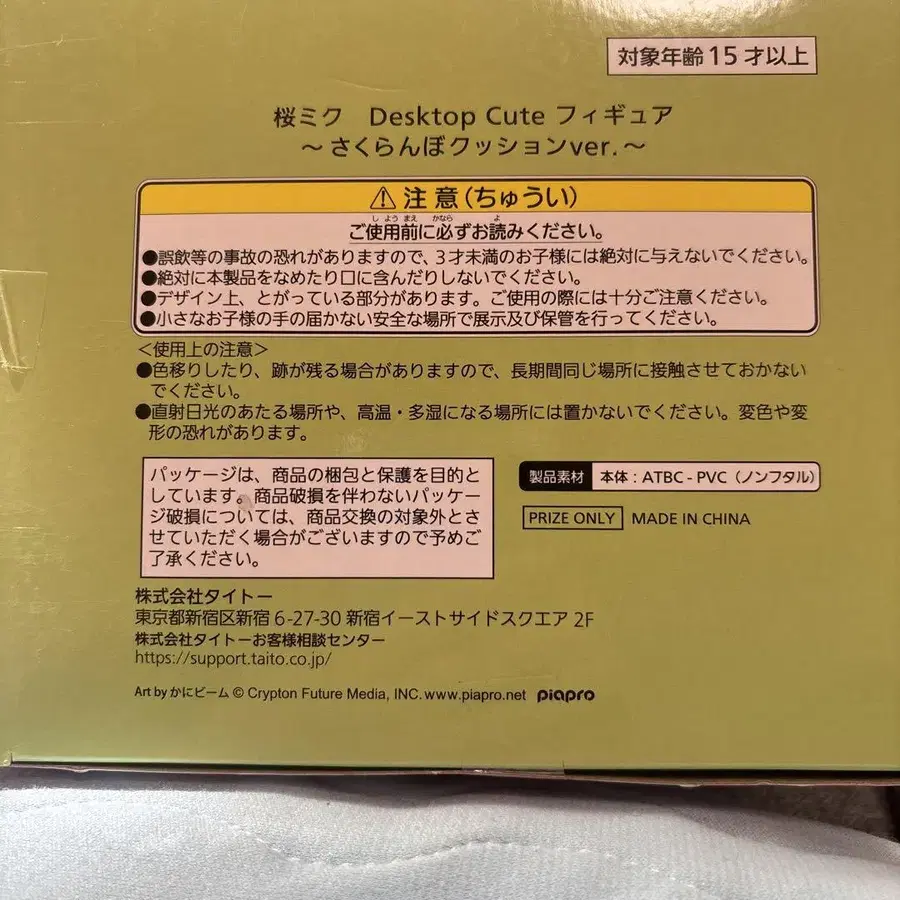 対象年齢15才以上
桜ミク Desktop Cute フィギュア
～さくらんぼクッションver.～
⚠注意(ちゅうい)
ご使用前に必ずお読みください。
●誤飲等の事故の恐れがありますので、3才未満のお子様には絶対に与えないでください。
●絶対に本製品をなめたり口に含んだりしないでください。
●デザイン上、とがっている部分があります。ご使用の際には十分ご注意ください。
●小さなお子様の手の届かない安全な場所で展示及び保管を行ってください。
＜使用上の注意＞
●色移りしたり、跡が残る場合がありますので、長期間同じ場所に接触させておかない
でください。
●直射日光のあたる場所や、高温・多湿になる場所には置かないでください。変色や変
形の恐れがあります。
パッケージは、商品の梱包と保護を目的と
しています。商品破損を伴わないパッケー
ジ破損については、商品交換の対象外とさ
せていただく場合がございますので予めご
了承ください。
製品素材 本体：ATBC-PVC（ノンフタル）
PRIZE ONLY MADE IN CHINA
株式会社タイトー
東京都新宿区新宿 6-27-30 新宿イーストサイドスクエア 2F
株式会社タイトーお客様相談センター
https://support.taito.co.jp/
Art by かにビーム © Crypton Future Media, INC. www.piapro.net piapro